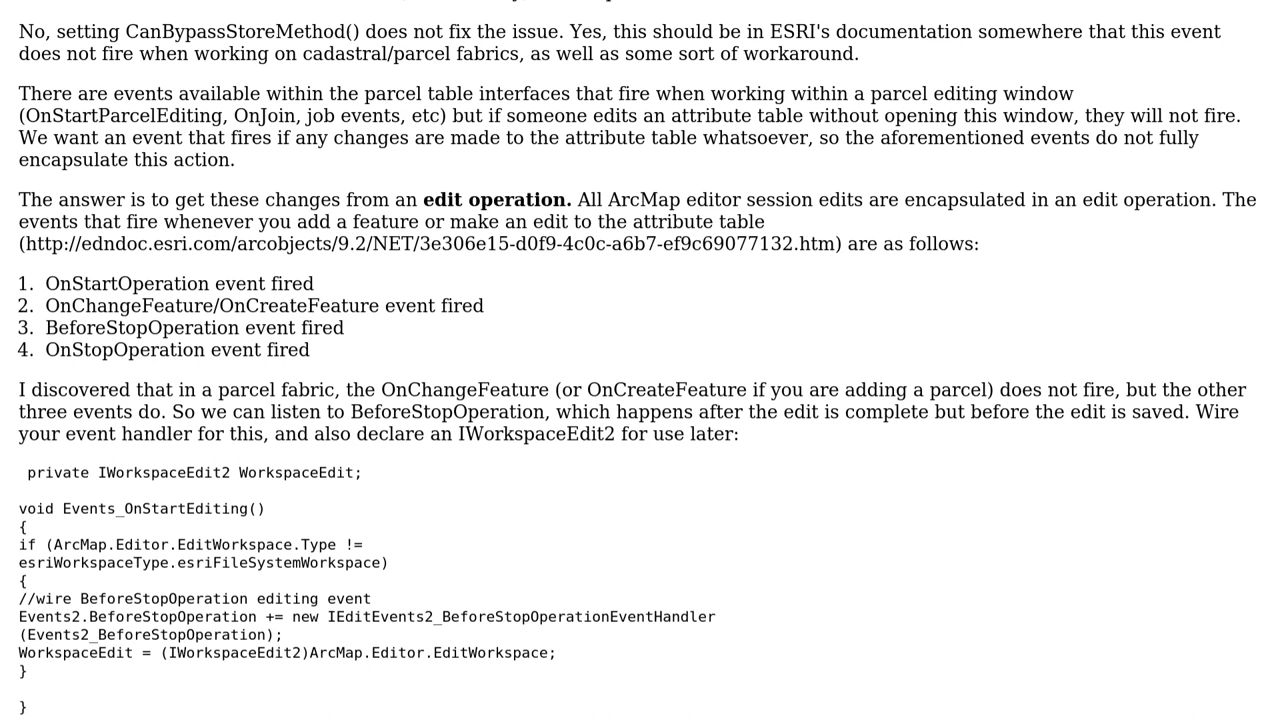 No, setting CanBypassStoreMethod() does not fix the issue. Yes, this should be in ESRI's documentation somewhere that this event
does not fire when working on cadastral/parcel fabrics, as well as some sort of workaround.
There are events available within the parcel table interfaces that fire when working within a parcel editing window
(OnStartParcelEditing, OnJoin, job events, etc) but if someone edits an attribute table without opening this window, they will not fire.
We want an event that fires if any changes are made to the attribute table whatsoever, so the aforementioned events do not fully
encapsulate this action.
The answer is to get these changes from an edit operation. All ArcMap editor session edits are encapsulated in an edit operation. The
events that fire whenever you add a feature or make an edit to the attribute table
(http://edndoc.esri.com/arcobjects/9.2/NET/3e306e15-d0f9-4c0c-a6b7-ef9c69077132.htm) are as follows:
1. OnStartOperation event fired
2. OnChangeFeature/OnCreateFeature event fired
3. BeforeStopOperation event fired
4. OnStopOperation event fired
I discovered that in a parcel fabric, the OnChangeFeature (or OnCreateFeature if you are adding a parcel) does not fire, but the other
three events do. So we can listen to BeforeStopOperation, which happens after the edit is complete but before the edit is saved. Wire
your event handler for this, and also declare an IWorkspaceEdit2 for use later:
private IWorkspaceEdit2 WorkspaceEdit;
void Events_OnStartEditing()
{
if (ArcMap.Editor.EditWorkspace.Type !=
esriWorkspaceType.esriFileSystemWorkspace)
{
//wire BeforeStopOperation editing event
Events2.BeforeStopOperation += new IEditEvents2_BeforeStopOperationEventHandler
(Events2_BeforeStopOperation);
WorkspaceEdit = (IWorkspaceEdit2)ArcMap.Editor.EditWorkspace;
}
}